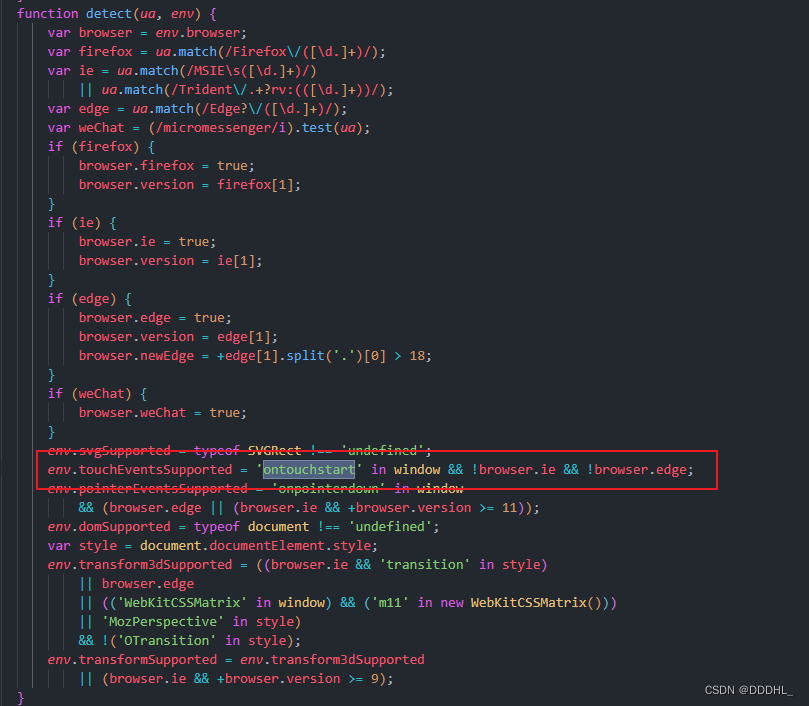 function detect(ua, env) {
var browser = env.browser;
var firefox = ua.match(/Firefox\/([\d.]+)/);
var ie = ua.match(/MSIE\s([\d.]+)/)
|| ua.match(/Trident\/.+?rv:(([\d.]+))/);
var edge = ua.match(/Edge?\/([\d.]+)/);
var weChat = (/micromessenger/i).test(ua);
if (firefox) {
browser.firefox = true;
browser.version = firefox[1];
}
if (ie) {
browser.ie = true;
browser.version = ie[1];
}
if (edge) {
browser.edge = true;
browser.version = edge[1];
browser.newEdge = +edge[1].split('.')[0] > 18;
}
if (weChat) {
browser.weChat = true;
}
env.svgSupported = typeof SVGRect !== 'undefined';
env.touchEventsSupported = 'ontouchstart' in window && !browser.ie && !browser.edge;
env.pointerEventsSupported = 'onpointerdown' in window
&& (browser.edge || (browser.ie && +browser.version >= 11));
env.domSupported = typeof document !== 'undefined';
var style = document.documentElement.style;
env.transform3dSupported = ((browser.ie && 'transition' in style)
|| browser.edge
|| (('WebKitCSSMatrix' in window) && ('m11' in new WebKitCSSMatrix()))
|| 'MozPerspective' in style)
&& !('OTransition' in style);
env.transformSupported = env.transform3dSupported
|| (browser.ie && +browser.version >= 9);
}
CSDN @DDDHL_